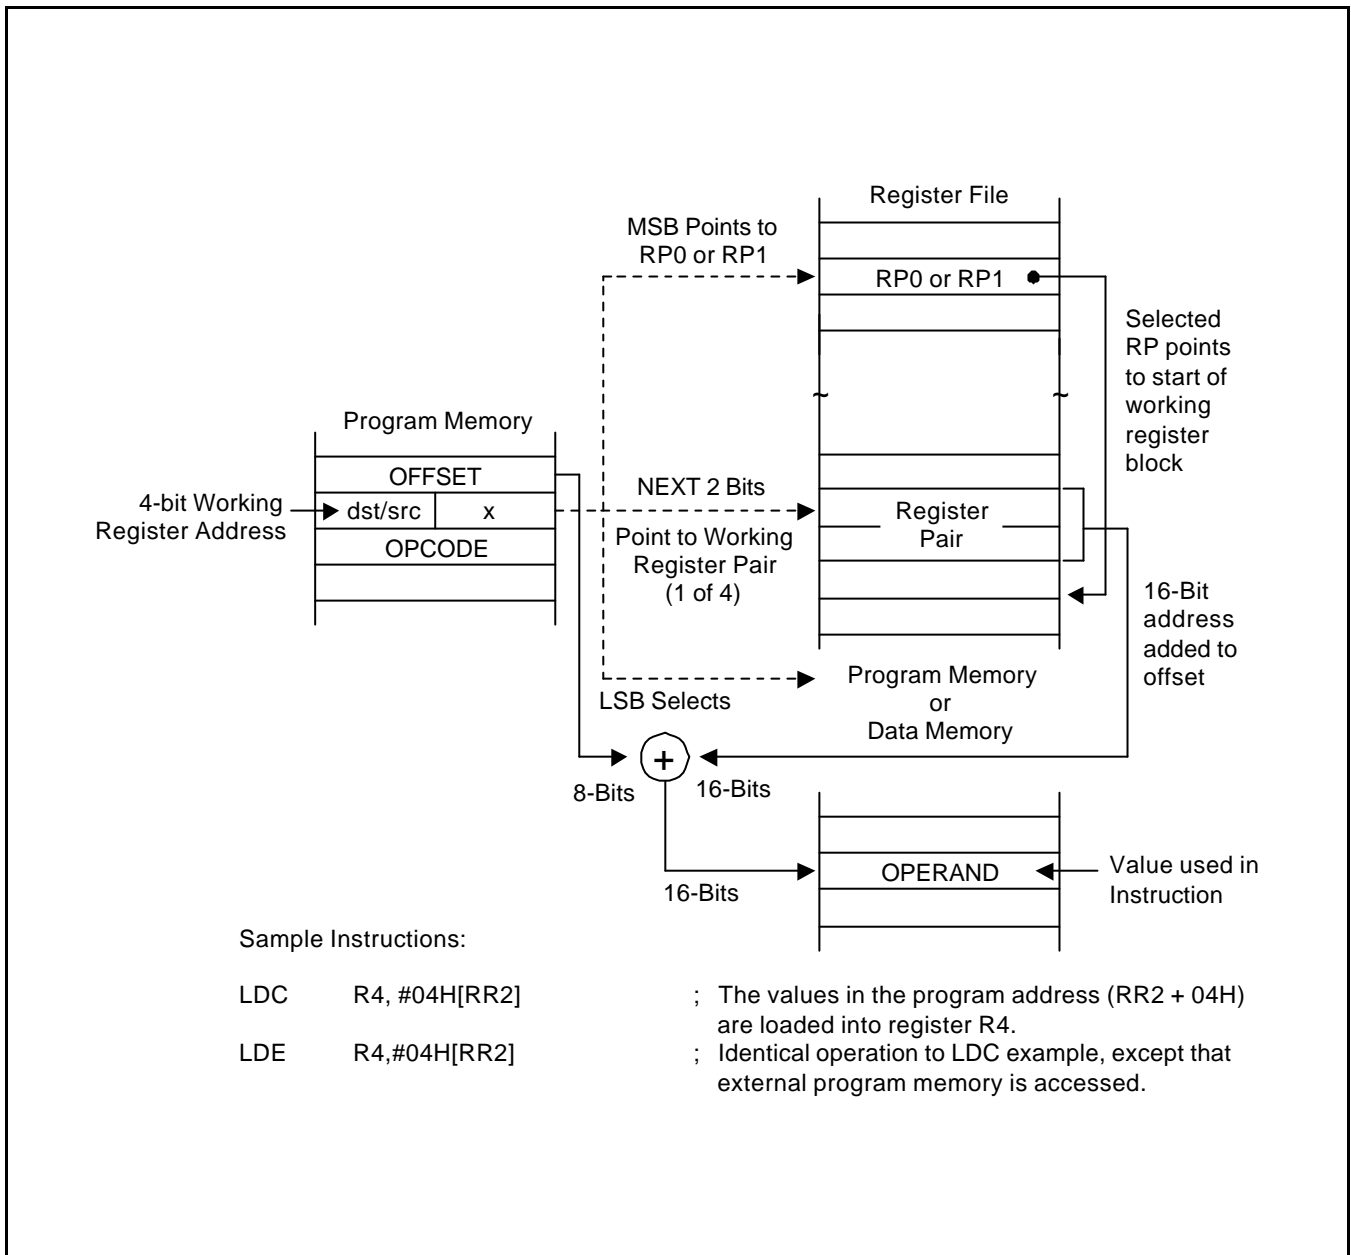 Register File
MSB Points to
RP0 or RP1
RP0 or RP1
Selected
RP points
to start of
working
register
block
~
~
Program Memory
OFFSET
4-bit Working
Register Address
dst/src
x
OPCODE
NEXT 2 Bits
Point to Working
Register Pair
(1 of 4)
Register
Pair
16-Bit
address
added to
offset
LSB Selects
Program Memory
or
Data Memory
+
8-Bits
16-Bits
16-Bits
OPERAND
Value used in
Instruction
Sample Instructions:
LDC R4, #04H[RR2] ; The values in the program address (RR2 + 04H)
are loaded into register R4.
LDE R4,#04H[RR2] ; Identical operation to LDC example, except that
external program memory is accessed.